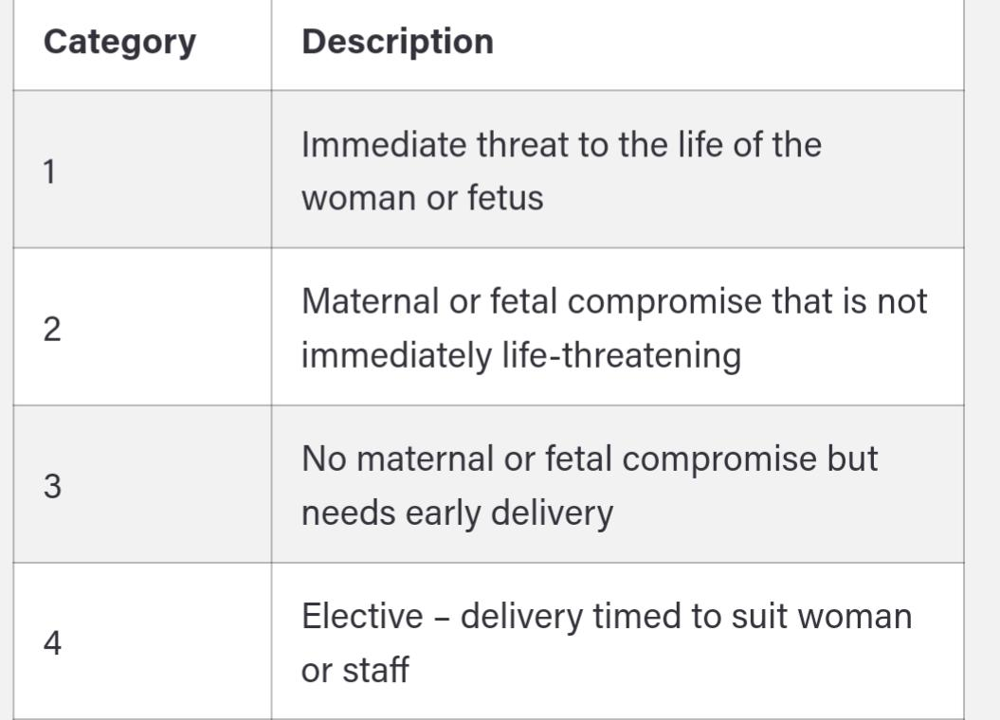 Category Description
1
Immediate threat to the life of the
woman or fetus
2
Maternal or fetal compromise that is not
immediately life-threatening
3
No maternal or fetal compromise but
needs early delivery
4
Elective – delivery timed to suit woman
or staff